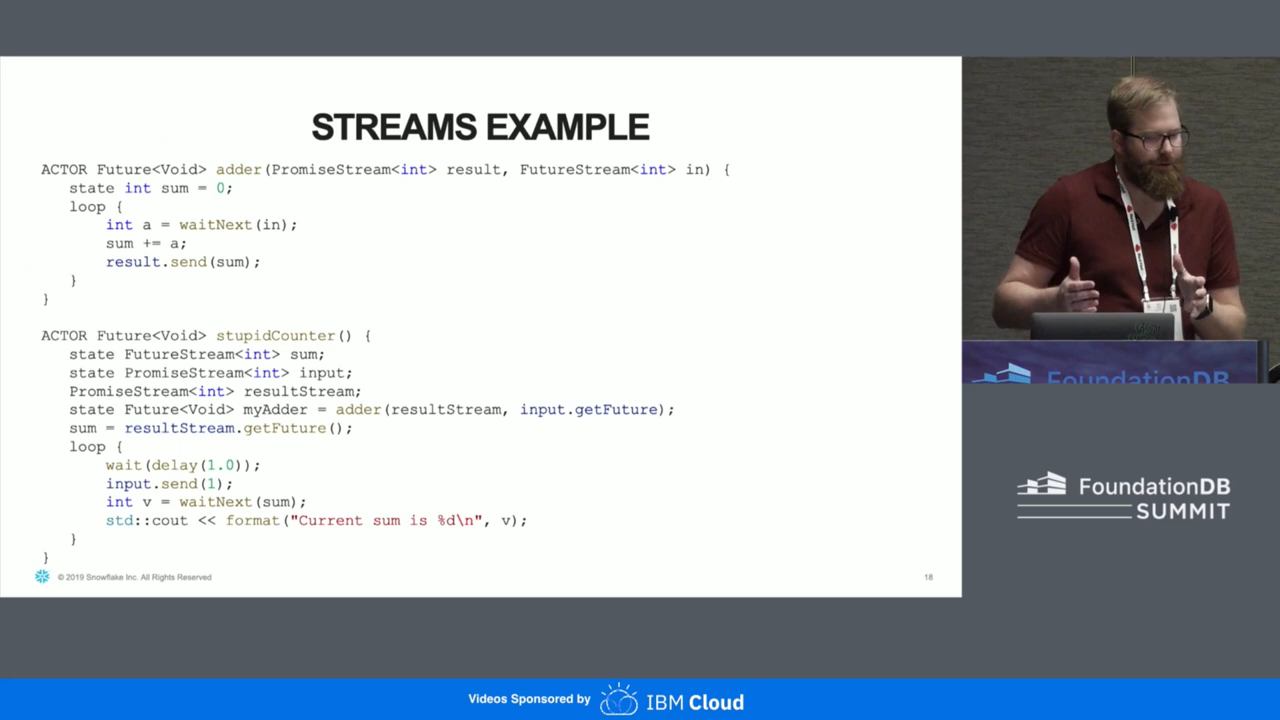 STREAMS EXAMPLE
ACTOR Future<Void> adder(PromiseStream<int> result, FutureStream<int> in) {
state int sum = 0;
loop {
int a = waitNext(in);
sum += a;
result.send(sum);
}
}
ACTOR Future<Void> stupidCounter() {
state FutureStream<int> sum;
state PromiseStream<int> input;
PromiseStream<int> resultStream;
state Future<Void> myAdder = adder(resultStream, input.getFuture);
sum = resultStream.getFuture();
loop {
wait(delay(1.0));
input.send(1);
int v = waitNext(sum);
std::cout << format("Current sum is %d\n", v);
}
}
© 2019 Snowflake Inc. All Rights Reserved
18
FoundationDB
FoundationDB
SUMMIT
Videos Sponsored by IBM Cloud